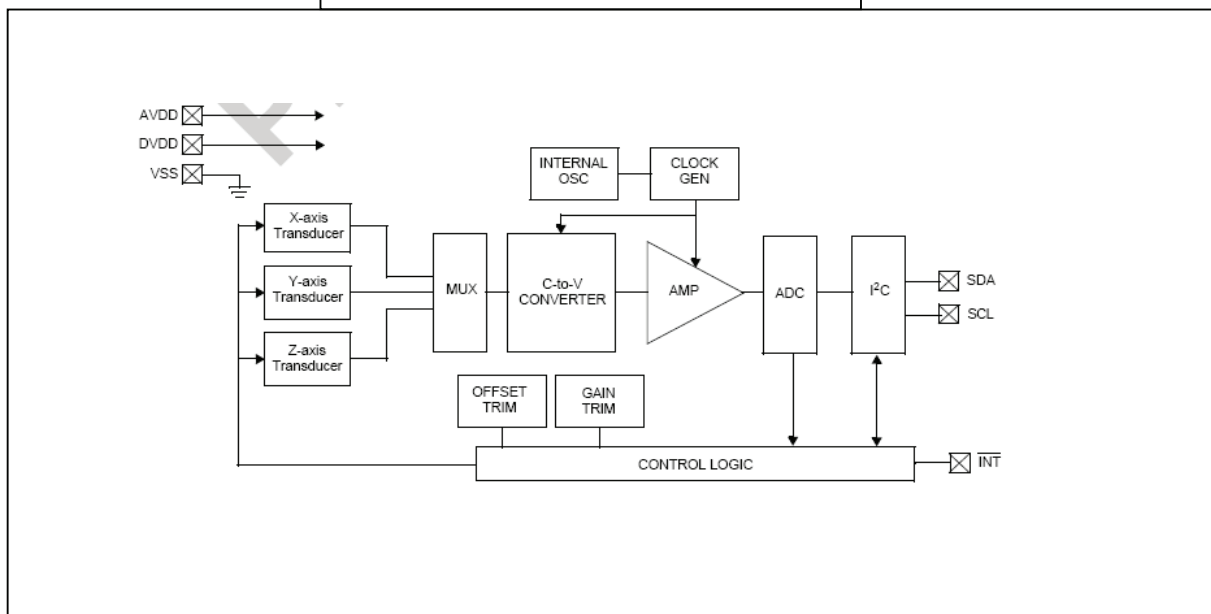 AVDD
DVDD
VSS
INTERNAL
OSC
CLOCK
GEN
X-axis
Transducer
Y-axis
Transducer
Z-axis
Transducer
MUX
C-to-V
CONVERTER
AMP
ADC
I²C
SDA
SCL
OFFSET
TRIM
GAIN
TRIM
CONTROL LOGIC
INT